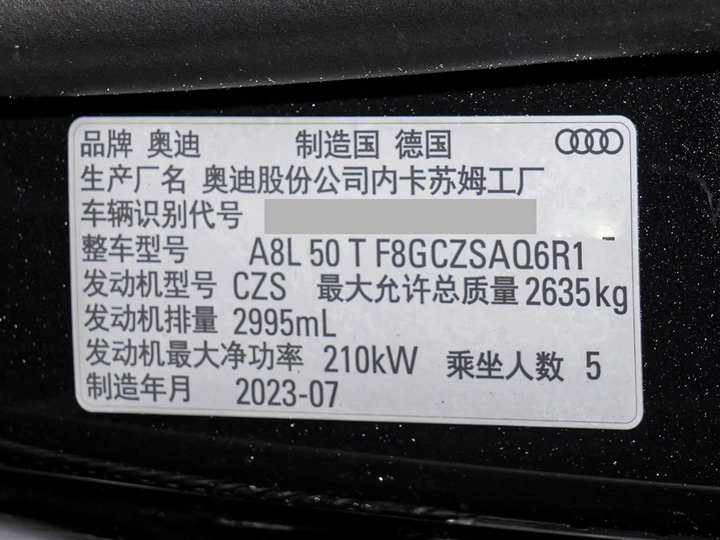 品牌 奥迪 制造国 德国
生产厂名 奥迪股份公司内卡苏姆工厂
车辆识别代号
整车型号 A8L 50 T F8GCZSAQ6R1
发动机型号 CZS 最大允许总质量 2635kg
发动机排量 2995mL
发动机最大净功率 210kW 乘坐人数 5
制造年月 2023-07